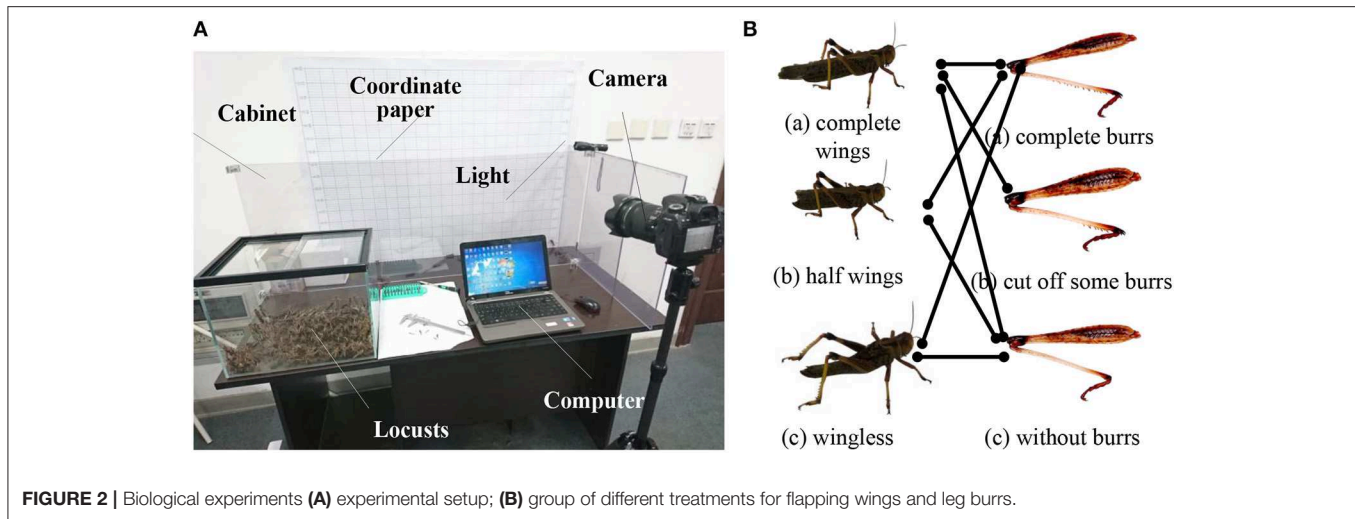 A
Cabinet
Coordinate
paper
Camera
Light
Computer
Locusts
B
(a) complete
wings
(a) complete burrs
(b) half wings
(b) cut off some burrs
(c) wingless
(c) without burrs
FIGURE 2 | Biological experiments (A) experimental setup; (B) group of different treatments for flapping wings and leg burrs.